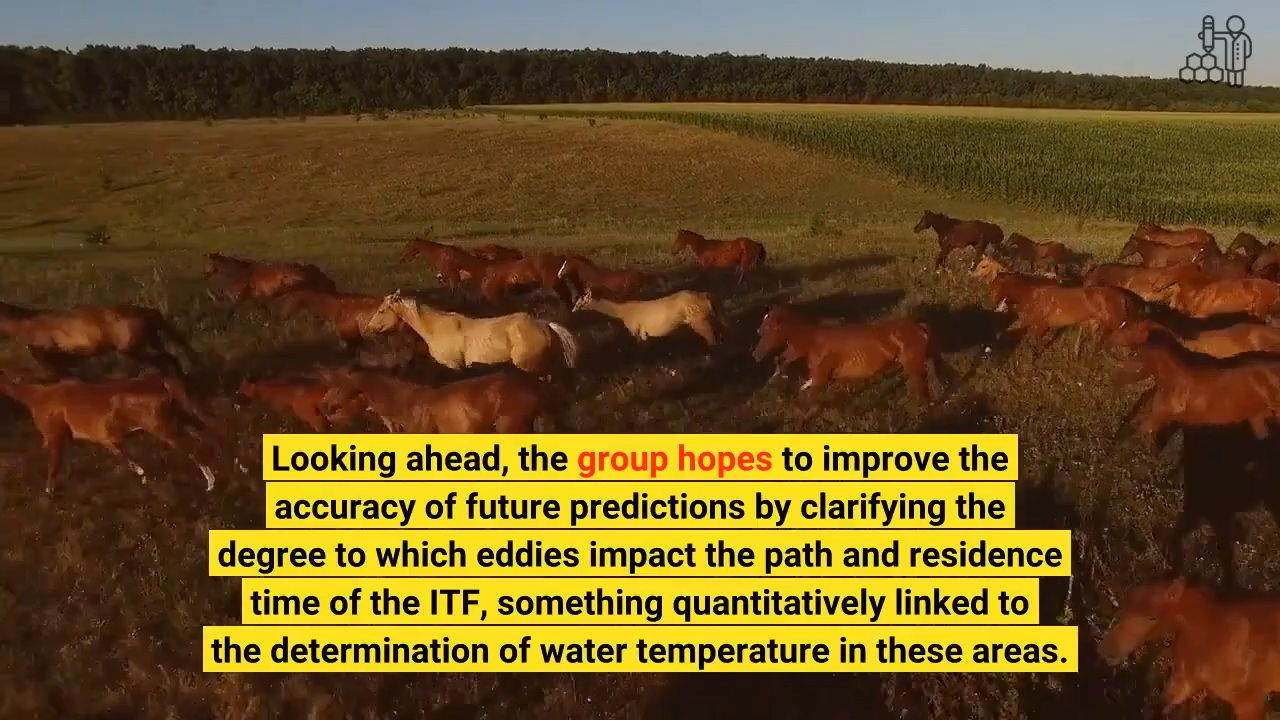 Looking ahead, the group hopes to improve the
accuracy of future predictions by clarifying the
degree to which eddies impact the path and residence
time of the ITF, something quantitatively linked to
the determination of water temperature in these areas.